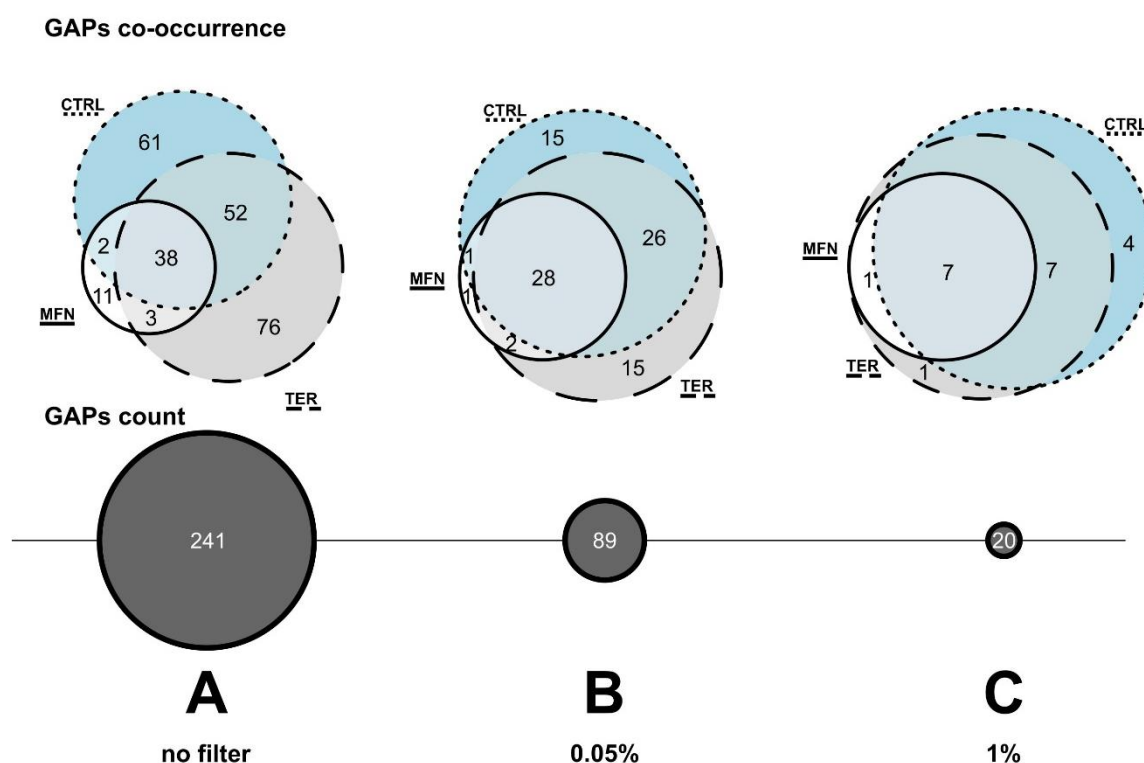 GAPs co-occurrence
CTRL
61
52
2
38
11
3
76
MFN
TER
CTRL
15
26
1
28
1
2
15
MFN
TER
CTRL
4
MFN
1
7
7
TER
1
GAPs count
241
89
20
A
B
C
no filter
0.05%
1%